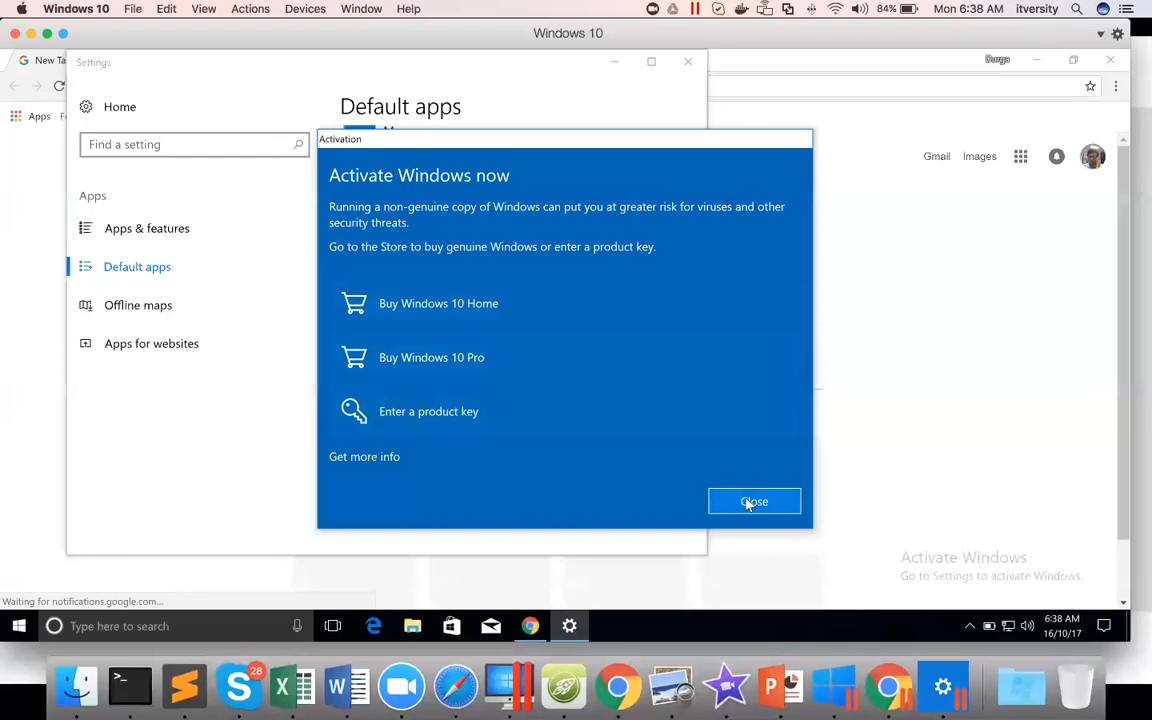 Windows 10 File Edit View Actions Devices Window Help 84% Mon 6:38 AM itversity
Windows 10
New Ta
Settings
Durga
Home
Default apps
Apps
Find a setting
Activation
Gmail Images
Activate Windows now
Apps
Running a non-genuine copy of Windows can put you at greater risk for viruses and other
security threats.
Apps & features
Go to the Store to buy genuine Windows or enter a product key.
Default apps
Offline maps
Buy Windows 10 Home
Apps for websites
Buy Windows 10 Pro
Enter a product key
Get more info
Close
Activate Windows
Go to Settings to activate Windows.
Waiting for notifications.google.com...
Type here to search
6:38 AM
16/10/17
28